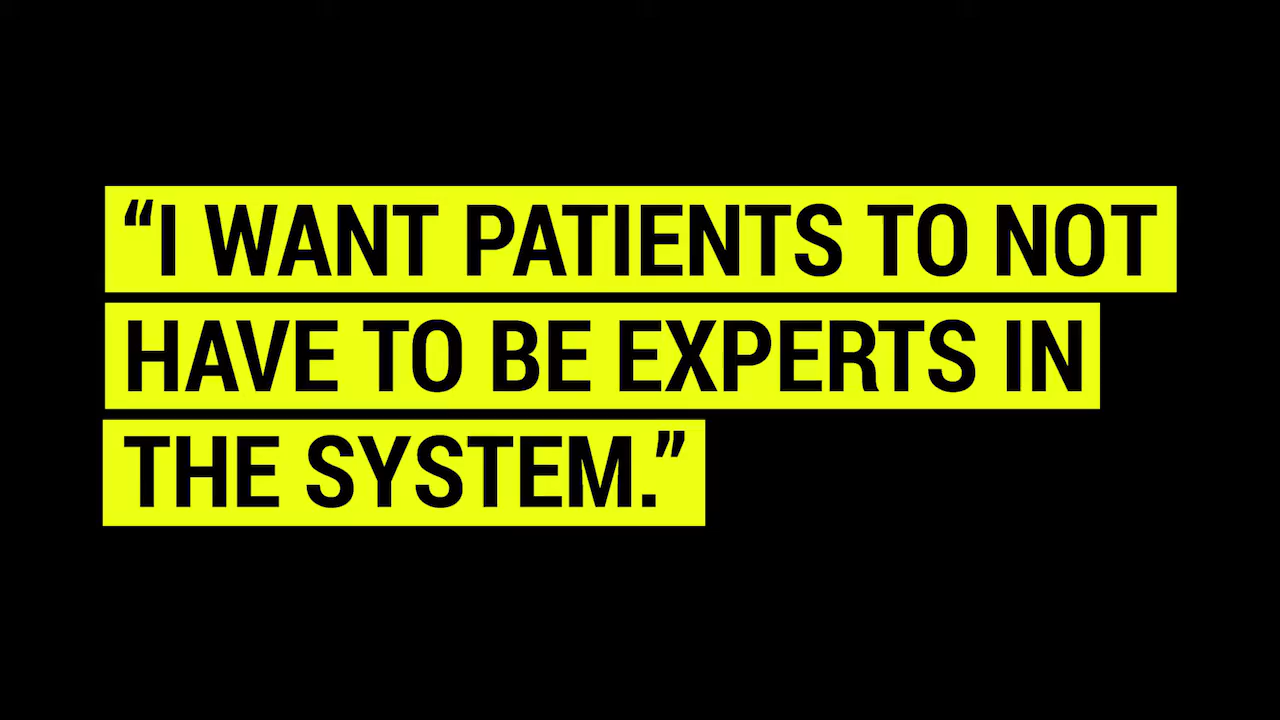 “I WANT PATIENTS TO NOT
HAVE TO BE EXPERTS IN
THE SYSTEM.”